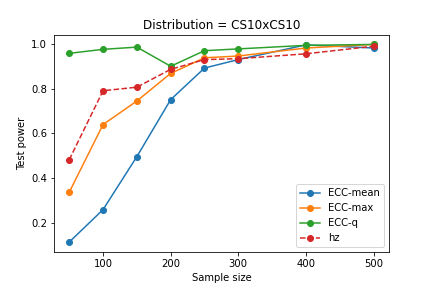 Distribution = CS10xCS10
Test power
1.0
0.8
0.6
0.4
0.2
ECC-mean
ECC-max
ECC-q
hz
100 200 300 400 500
Sample size